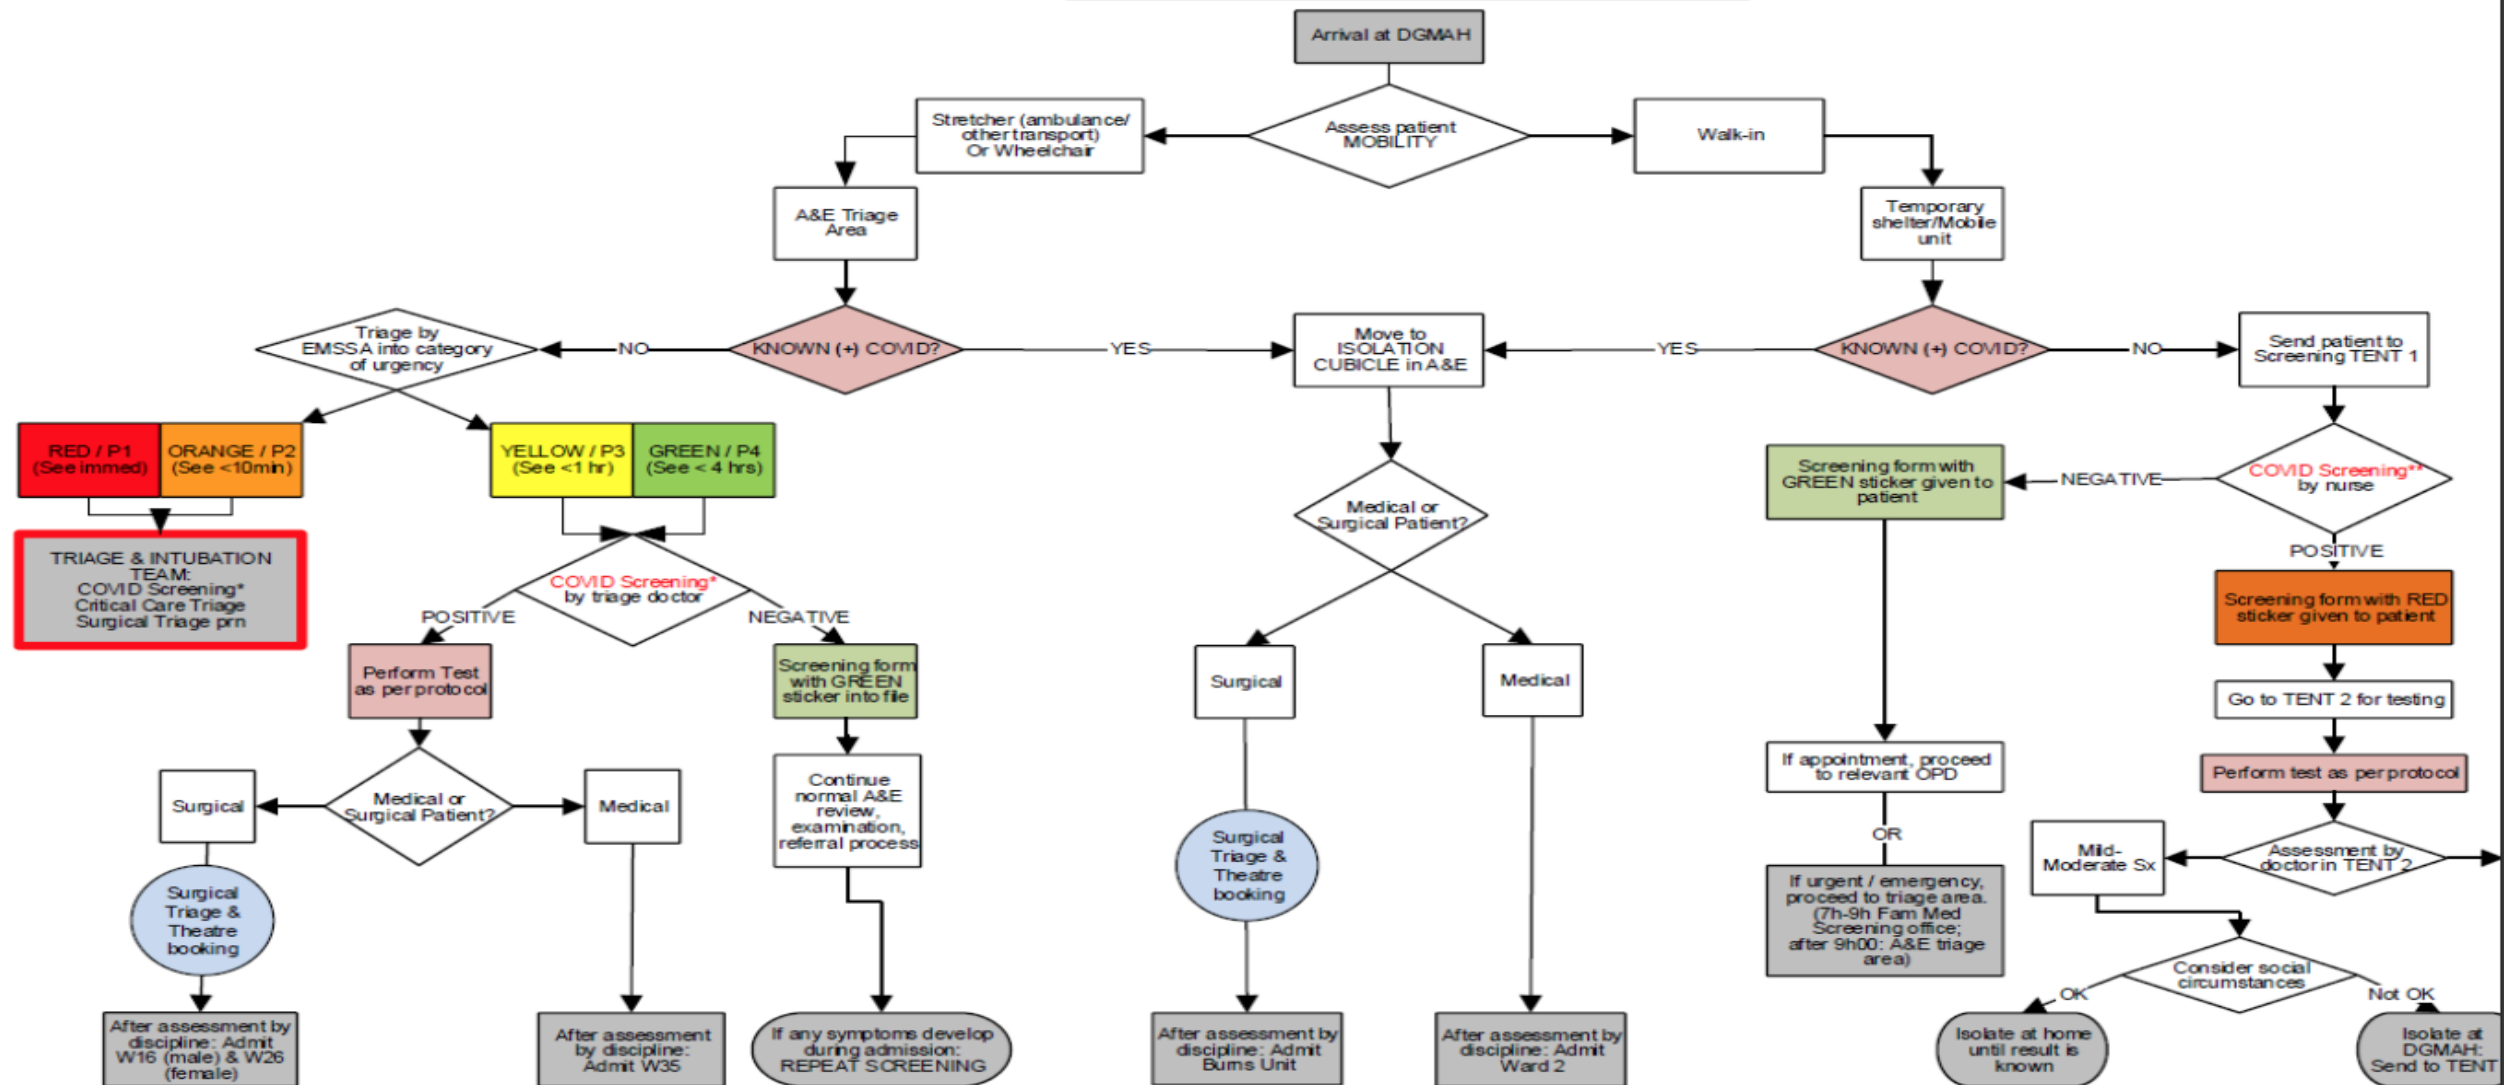 Arrival at DGMAH
Stretcher (ambulance/
other transport)
Or Wheelchair
Assess patient
MOBILITY
Walk-in
A&E Triage
Area
Temporary
shelter/Mobile
unit
Triage by
EMSSA into category
of urgency
NO
KNOWN (+) COVID?
YES
Move to
ISOLATION
CUBICLE in A&E
YES
KNOWN (+) COVID?
NO
Send patient to
Screening TENT 1
RED / P1
(See immed)
ORANGE / P2
(See <10min)
YELLOW / P3
(See <1 hr)
GREEN / P4
(See < 4 hrs)
Medical or
Surgical Patient?
Screening form with
GREEN sticker given to
patient
NEGATIVE
COVID Screening**
by nurse
POSITIVE
TRIAGE & INTUBATION
TEAM:
COVID Screening*
Critical Care Triage
Surgical Triage prn
COVID Screening*
by triage doctor
POSITIVE
NEGATIVE
Screening form with RED
sticker given to patient
Perform Test
as per protocol
Screening form
with GREEN
sticker into file
Surgical
Medical
Go to TENT 2 for testing
Surgical
Medical or
Surgical Patient?
Medical
Continue
normal A&E
review,
examination,
referral process
If appointment, proceed
to relevant OPD
OR
Perform test as per protocol
Surgical
Triage &
Theatre
booking
Surgical
Triage &
Theatre
booking
Mild-
Moderate Sx
Assessment by
doctor in TENT 2
If urgent / emergency,
proceed to triage area.
(7h-9h Fam Med
Screening office;
after 9h00: A&E triage
area)
Consider social
circumstances
OK
Not OK
After assessment by
discipline: Admit
W16 (male) & W26
(female)
After assessment
by discipline:
Admit W35
If any symptoms develop
during admission:
REPEAT SCREENING
After assessment by
discipline: Admit
Burns Unit
After assessment by
discipline: Admit
Ward 2
Isolate at home
until result is
known
Isolate at
DGMAH:
Send to TENT